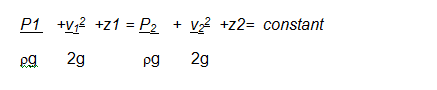 P1 +v₁² +z1 = P₂ + v₂² +z2= constant
ρg 2g ρg 2g